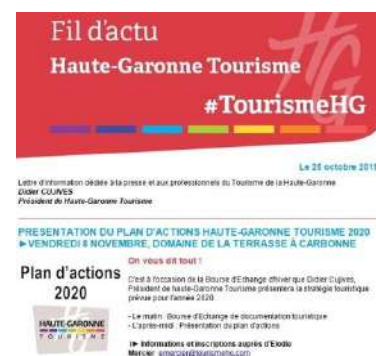 Fil d'actu
Haute-Garonne Tourisme
#TourismeHG
Le 25 octobre 2019
Lettre d'information dédiée à la presse et aux professionnels du Tourisme de la Haute-Garonne
Didier CUJIVES
Président de Haute-Garonne Tourisme
PRESENTATION DU PLAN D'ACTIONS HAUTE-GARONNE TOURISME 2020
►VENDREDI 8 NOVEMBRE, DOMAINE DE LA TERRASSE À CARBONNE
Plan d'actions
2020
HAUTE-GARONNE
TOURISME
On vous dit tout !
C'est à l'occasion de la Bourse d'Echange d'hiver que Didier Cujives,
Président de haute-Garonne Tourisme présentera la stratégie touristique
prévue pour l'année 2020.
- Le matin : Bourse d'Echange de documentation touristique
- L'après-midi : Présentation du plan d'actions
Informations et inscriptions auprès d'Elodie
Mercier